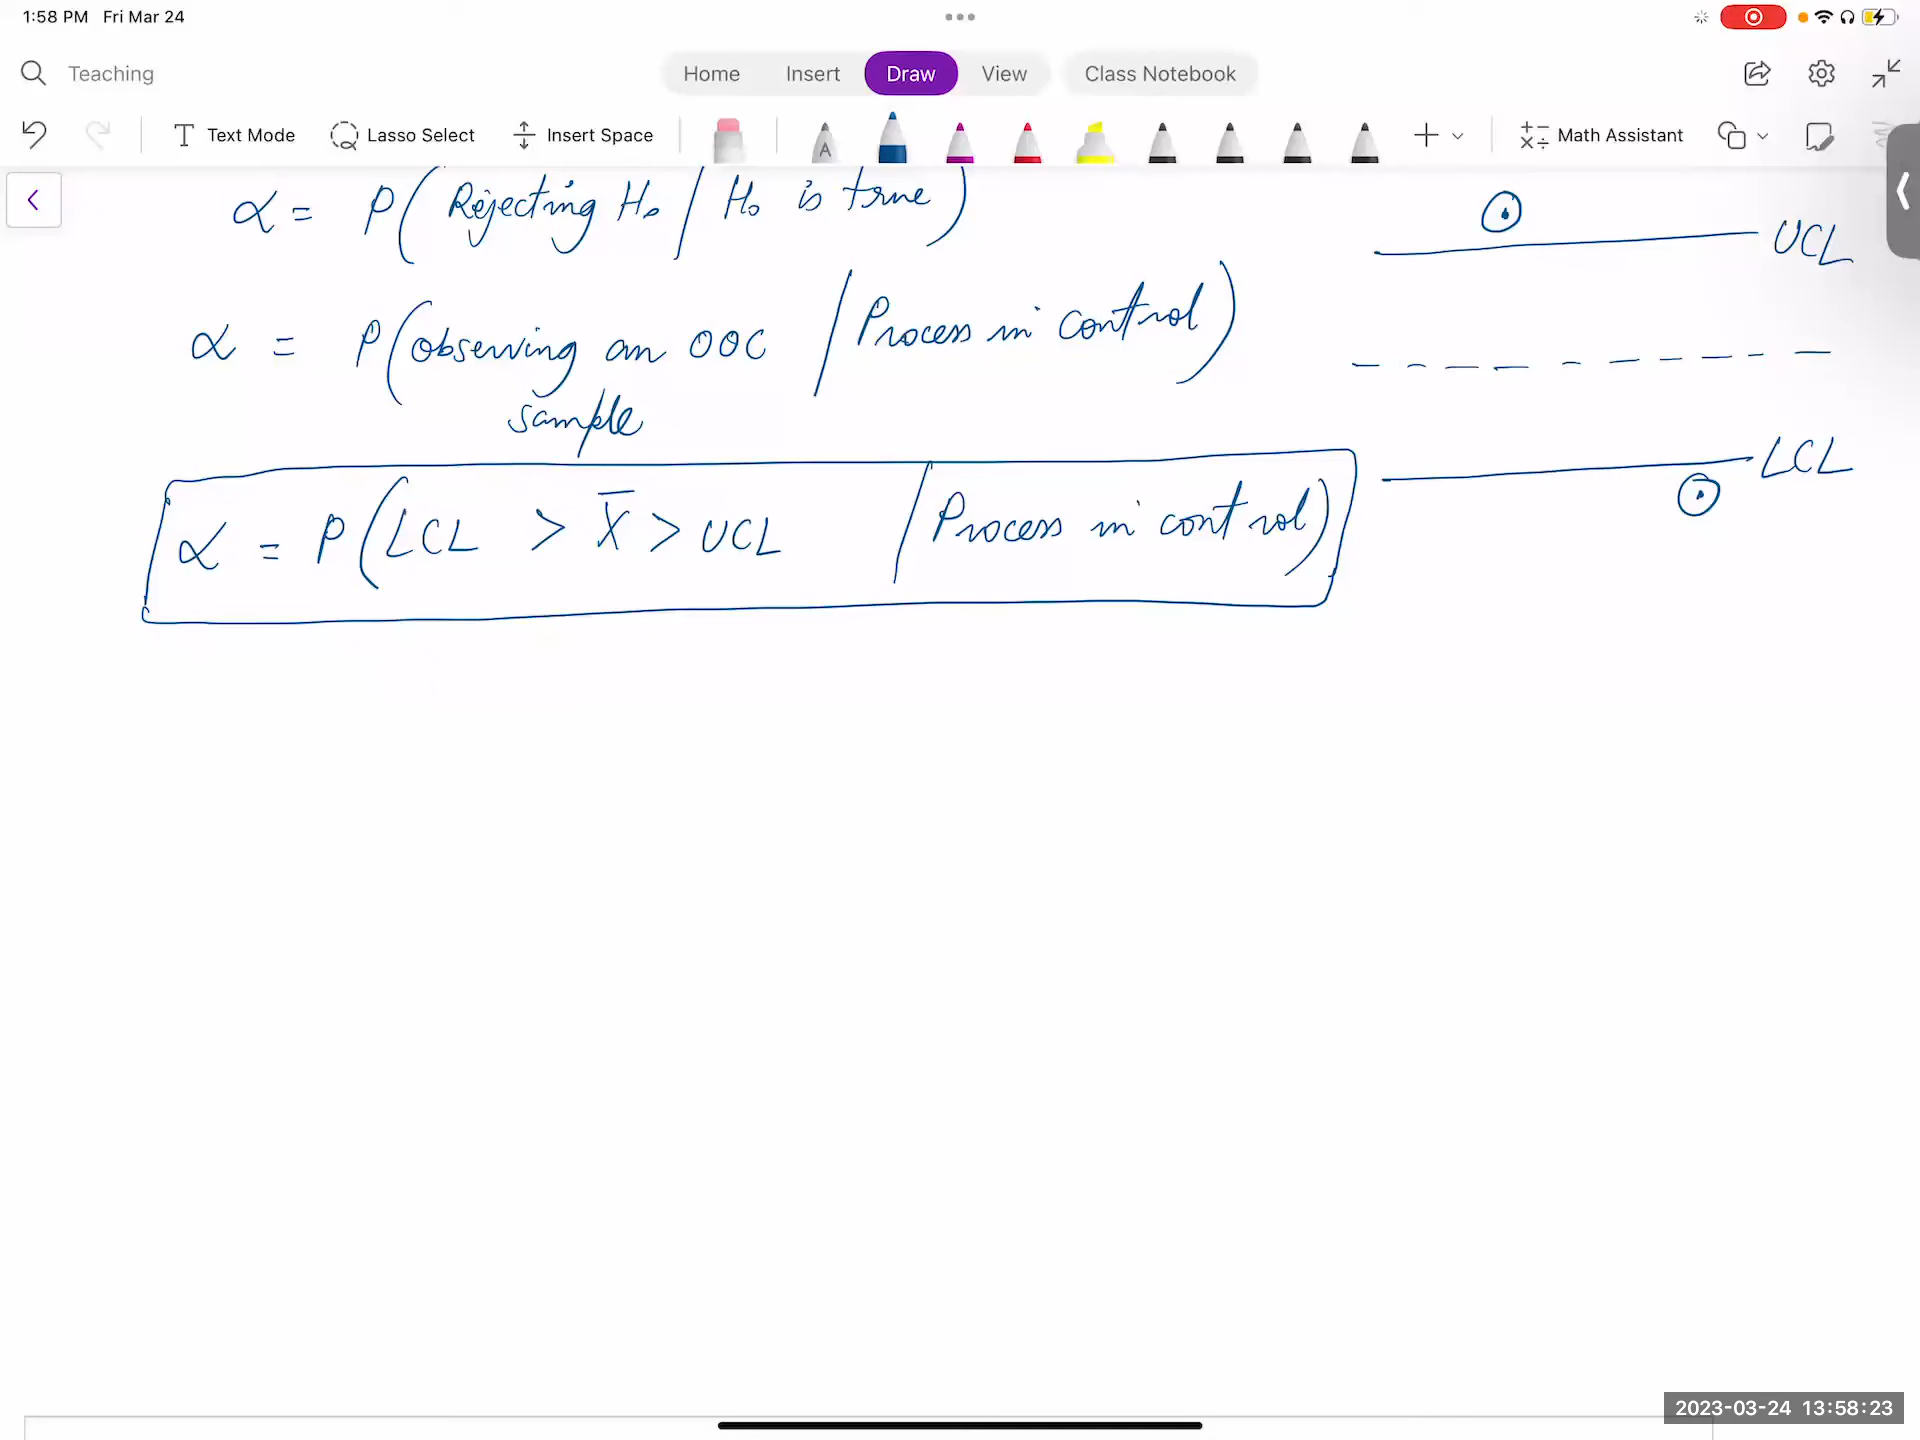 1:58 PM Fri Mar 24
Teaching
Home Insert Draw View Class Notebook
Text Mode Lasso Select Insert Space A Math Assistant
α = P( Rejecting H₀ / H₀ is true )
UCL
α = P( observing an OOC / Process in control )
sample
LCL
α = P( LCL > X̄ > UCL / Process in control )
2023-03-24 13:58:23